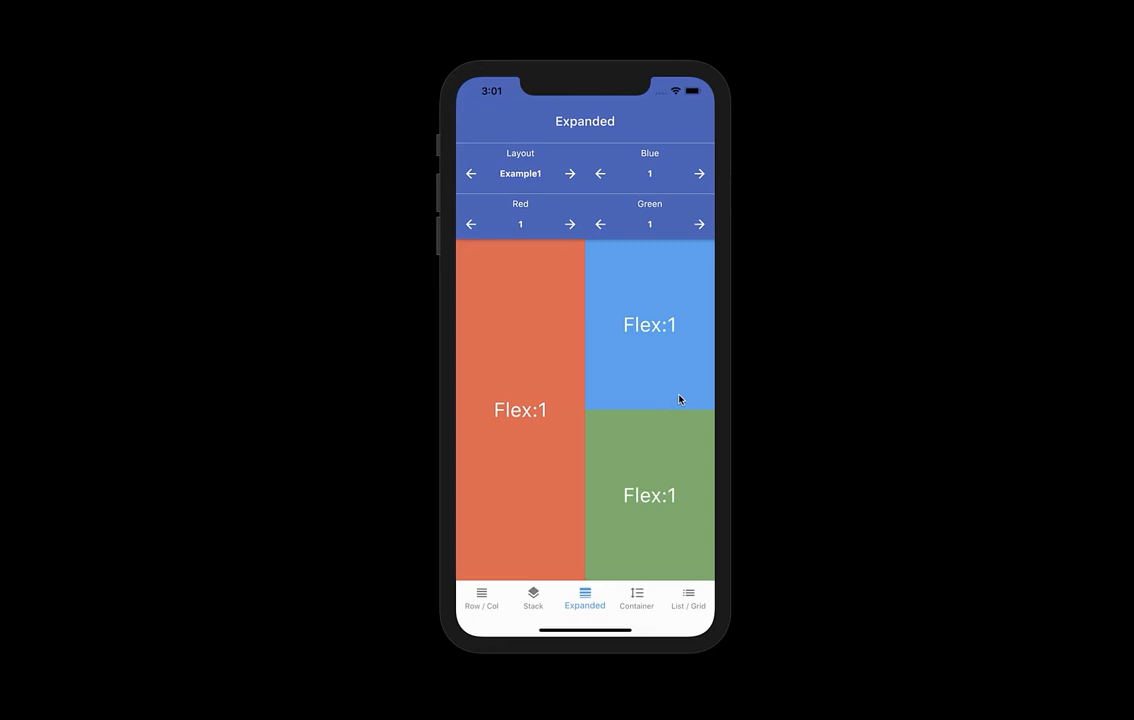 3:01
Expanded
Layout
Blue
Example1
1
Red
Green
1
1
Flex:1
Flex:1
Flex:1
Row / Col
Stack
Expanded
Container
List / Grid